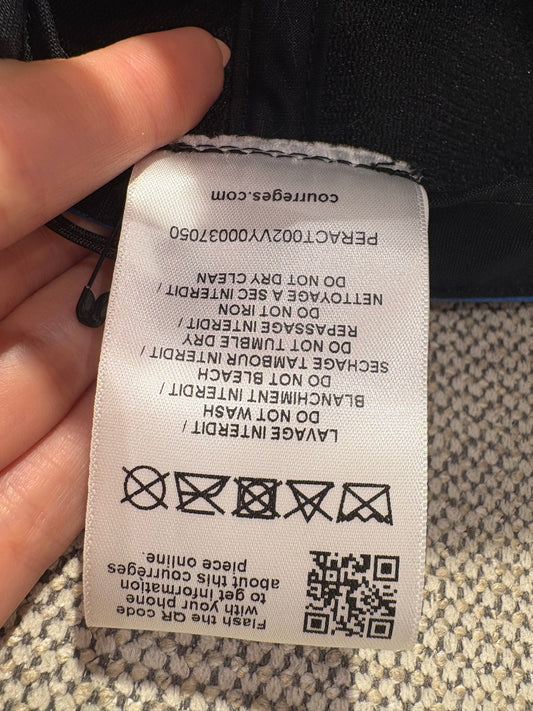 Flash the QR code
with your phone
to get information
about this courrèges
piece online.
LAVAGE INTERDIT /
DO NOT WASH
BLANCHIMENT INTERDIT /
DO NOT BLEACH
SECHAGE TAMBOUR INTERDIT /
DO NOT TUMBLE DRY
REPASSAGE INTERDIT /
DO NOT IRON
NETTOYAGE A SEC INTERDIT /
DO NOT DRY CLEAN
PERACT002VY00037050
courreges.com